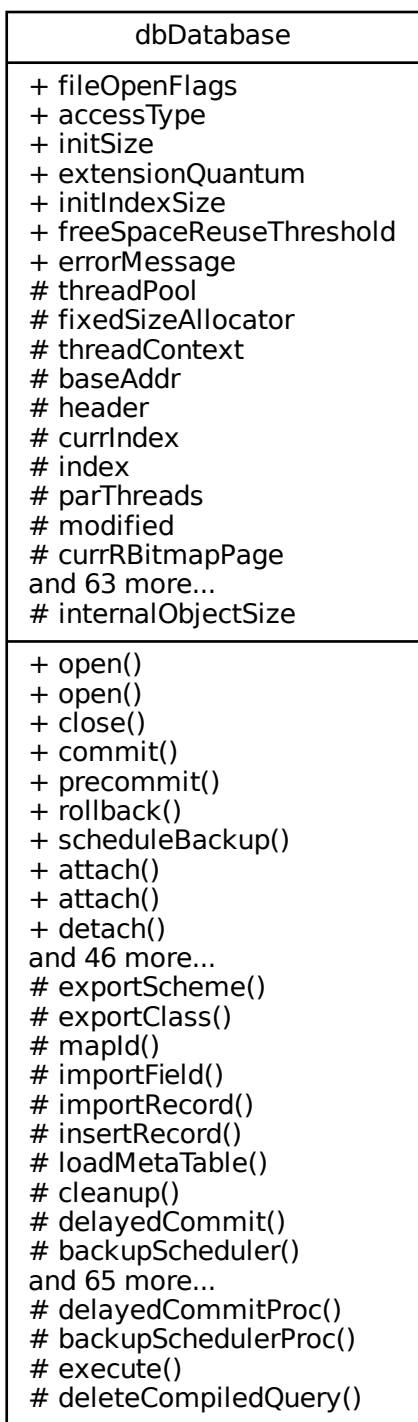 dbDatabase
+ fileOpenFlags
+ accessType
+ initSize
+ extensionQuantum
+ initIndexSize
+ freeSpaceReuseThreshold
+ errorMessage
# threadPool
# fixedSizeAllocator
# threadContext
# baseAddr
# header
# currIndex
# index
# parThreads
# modified
# currRBitmapPage
and 63 more...
# internalObjectSize
+ open()
+ open()
+ close()
+ commit()
+ precommit()
+ rollback()
+ scheduleBackup()
+ attach()
+ attach()
+ detach()
and 46 more...
# exportScheme()
# exportClass()
# mapId()
# importField()
# importRecord()
# insertRecord()
# loadMetaTable()
# cleanup()
# delayedCommit()
# backupScheduler()
and 65 more...
# delayedCommitProc()
# backupSchedulerProc()
# execute()
# deleteCompiledQuery()